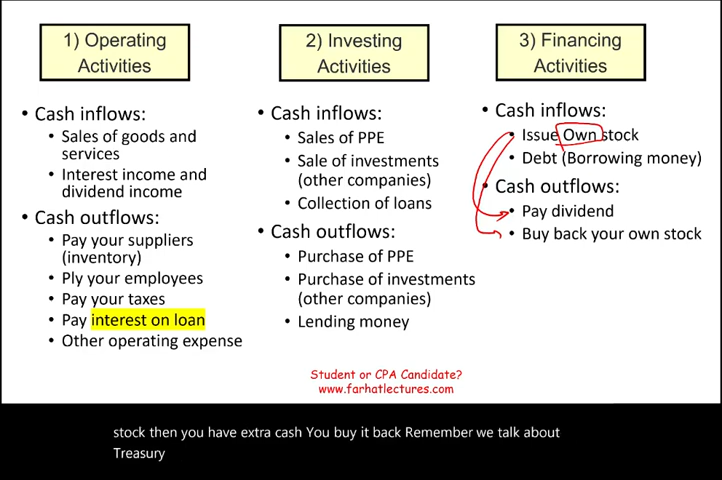 1) Operating
Activities
Cash inflows:
Sales of goods and
services
Interest income and
dividend income
Cash outflows:
Pay your suppliers
(inventory)
Ply your employees
Pay your taxes
Pay interest on loan
Other operating expense
2) Investing
Activities
Cash inflows:
Sales of PPE
Sale of investments
(other companies)
Collection of loans
Cash outflows:
Purchase of PPE
Purchase of investments
(other companies)
Lending money
3) Financing
Activities
Cash inflows:
Issue Own stock
Debt (Borrowing money)
Cash outflows:
Pay dividend
Buy back your own stock
Student or CPA Candidate?
www.farhatlectures.com
stock then you have extra cash You buy it back Remember we talk about
Treasury